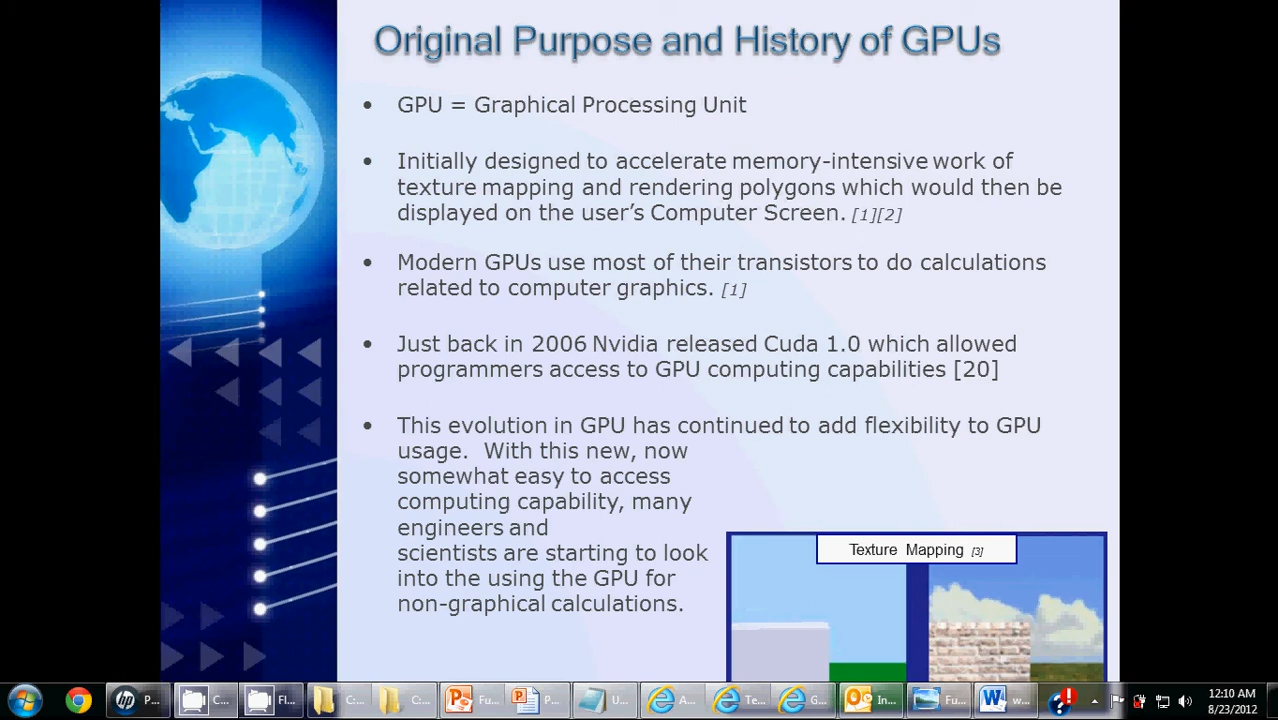 Original Purpose and History of GPUs
• GPU = Graphical Processing Unit
• Initially designed to accelerate memory-intensive work of
texture mapping and rendering polygons which would then be
displayed on the user's Computer Screen. [1][2]
• Modern GPUs use most of their transistors to do calculations
related to computer graphics. [1]
• Just back in 2006 Nvidia released Cuda 1.0 which allowed
programmers access to GPU computing capabilities [20]
• This evolution in GPU has continued to add flexibility to GPU
usage. With this new, now
somewhat easy to access
computing capability, many
engineers and
scientists are starting to look
into the using the GPU for
non-graphical calculations.
Texture Mapping [3]
P... C... Fl... C:... C:... Fu... P... U... A... Te... G... In... Fu... w...
12:10 AM
8/23/2012